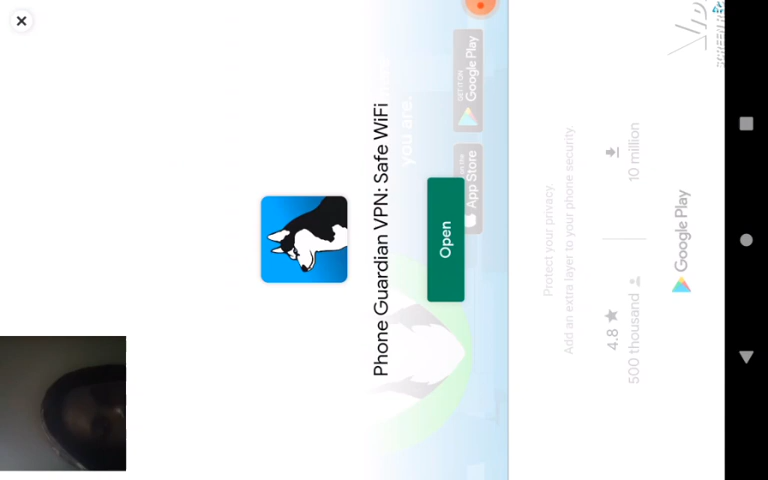 you are.
Phone Guardian VPN: Safe WiFi
Open
GET IT ON
Google Play
on the
App Store
Protect your privacy.
Add an extra layer to your phone security.
4.8 ★
500 thousand
10 million
Google Play